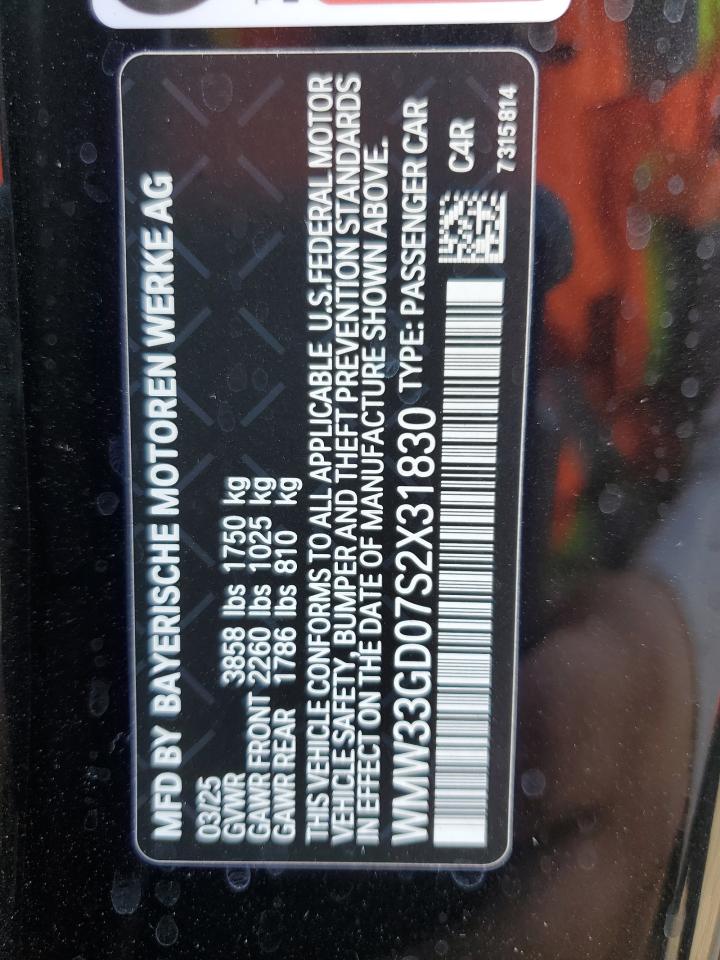 MFD BY BAYERISCHE MOTOREN WERKE AG
03/25
GVWR 3858 lbs 1750 kg
GAWR FRONT 2260 lbs 1025 kg
GAWR REAR 1786 lbs 810 kg
THIS VEHICLE CONFORMS TO ALL APPLICABLE U.S.FEDERAL MOTOR
VEHICLE SAFETY, BUMPER AND THEFT PREVENTION STANDARDS
IN EFFECT ON THE DATE OF MANUFACTURE SHOWN ABOVE.
WMW33GD07S2X31830 TYPE: PASSENGER CAR
C4R
7315814